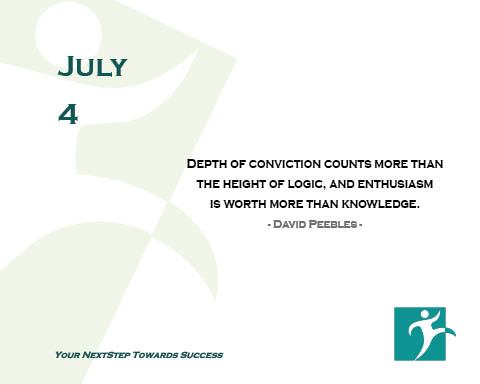 July
4
Depth of conviction counts more than
the height of logic, and enthusiasm
is worth more than knowledge.
- David Peebles -
Your NextStep Towards Success